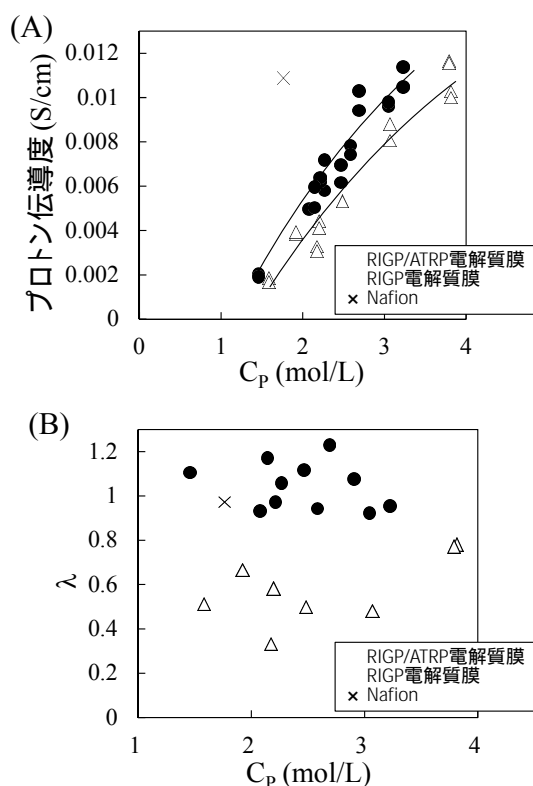 (A)
プロトン伝導度 (S/cm)
0.012
0.01
0.008
0.006
0.004
0.002
0
0 1 2 3 4
C_P (mol/L)
RIGP/ATRP電解質膜
RIGP電解質膜
× Nafion
(B)
λ
1.2
1
0.8
0.6
0.4
0.2
0
1 2 3 4
C_P (mol/L)
RIGP/ATRP電解質膜
RIGP電解質膜
× Nafion